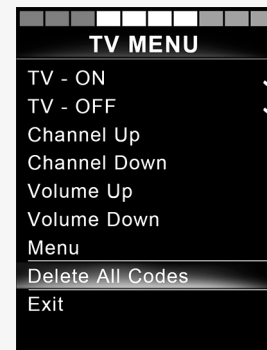 TV MENU
TV - ON
TV - OFF
Channel Up
Channel Down
Volume Up
Volume Down
Menu
Delete All Codes
Exit